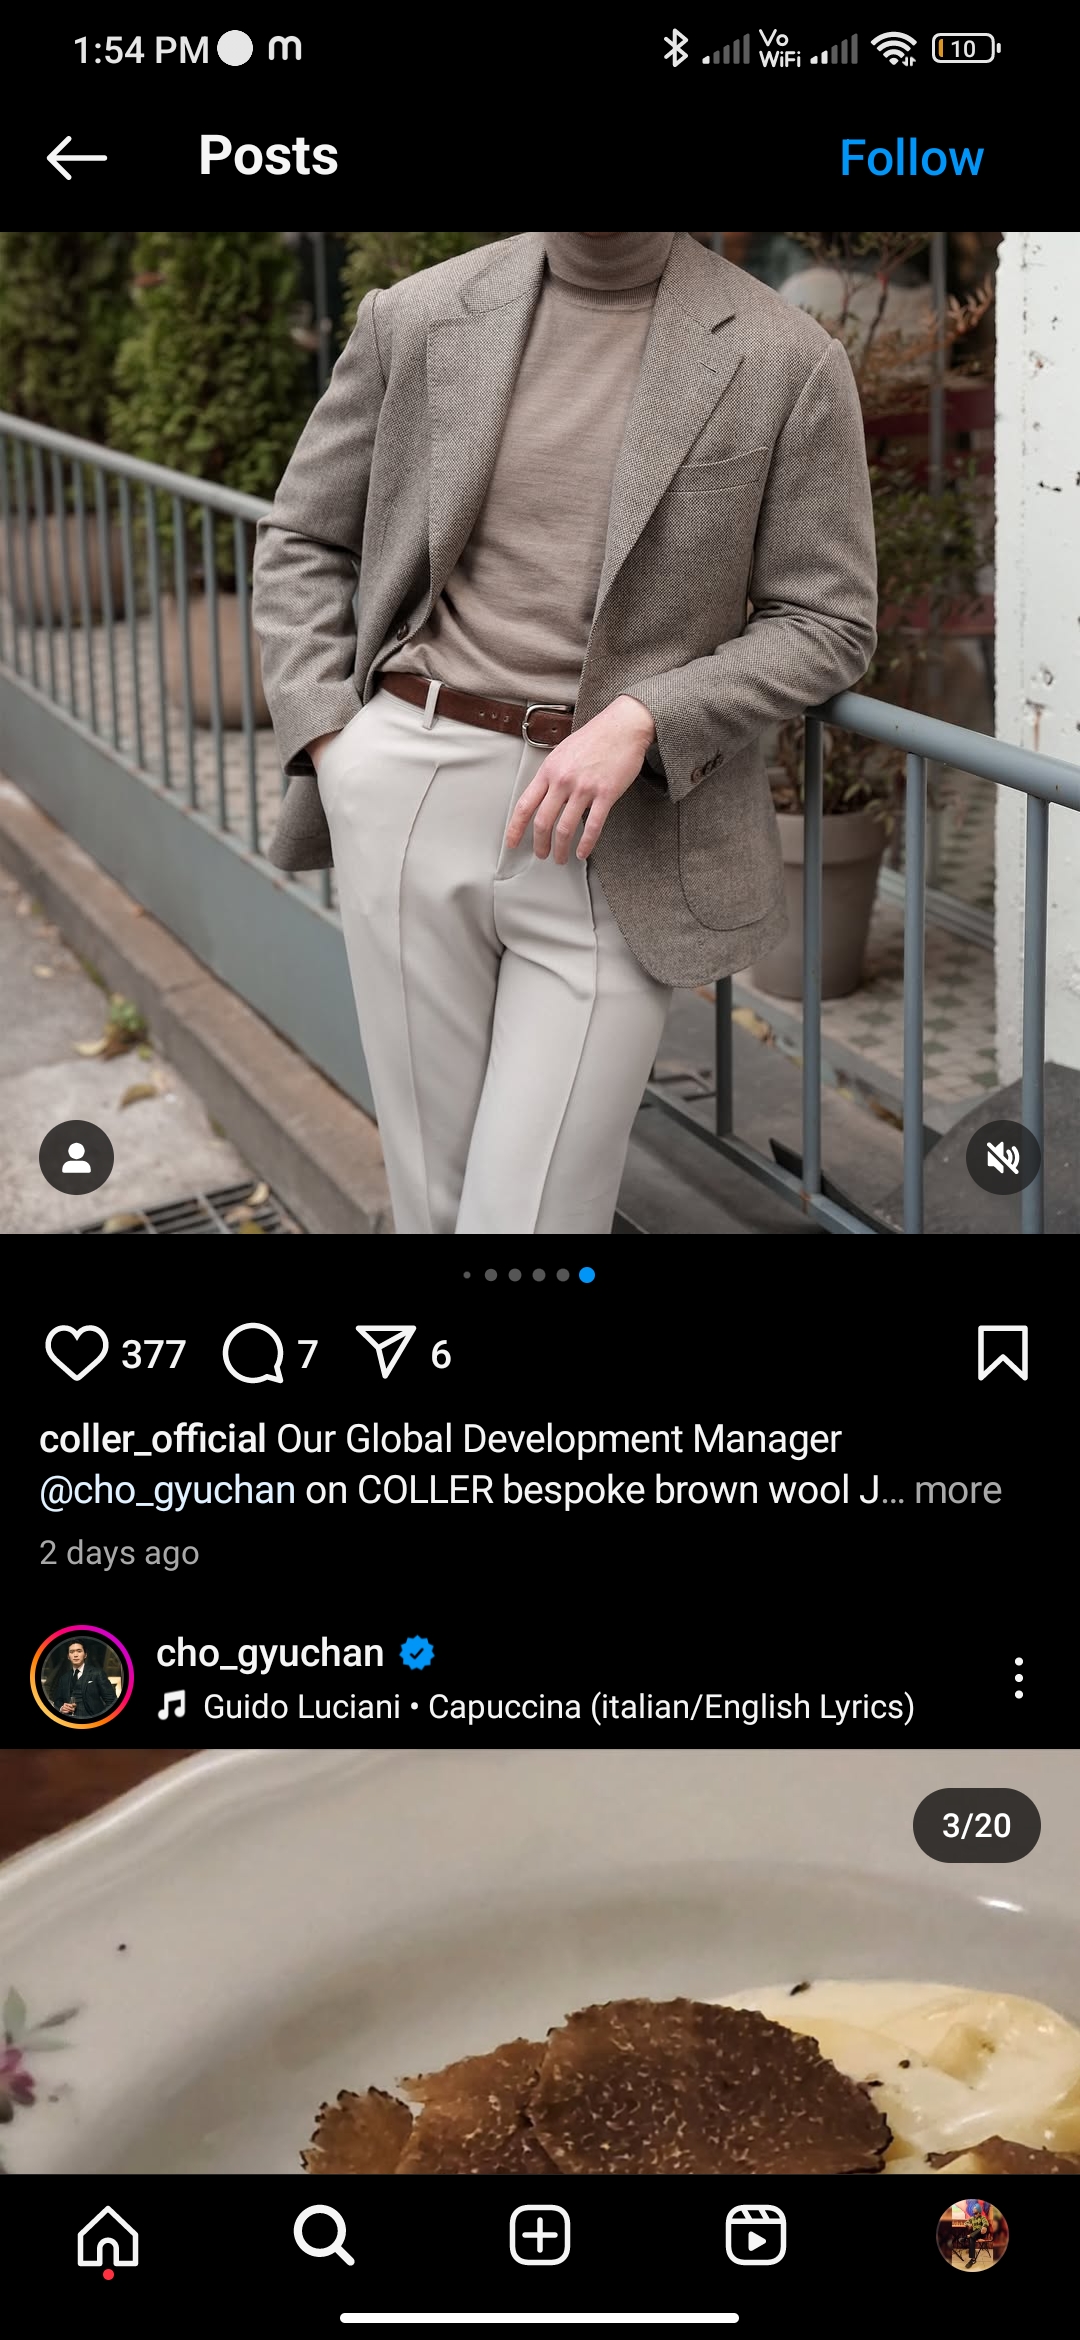 1:54 PM m Vo WiFi 10
Posts Follow
377 7 6
coller_official Our Global Development Manager
@cho_gyuchan on COLLER bespoke brown wool J... more
2 days ago
cho_gyuchan
Guido Luciani • Capuccina (italian/English Lyrics)
3/20